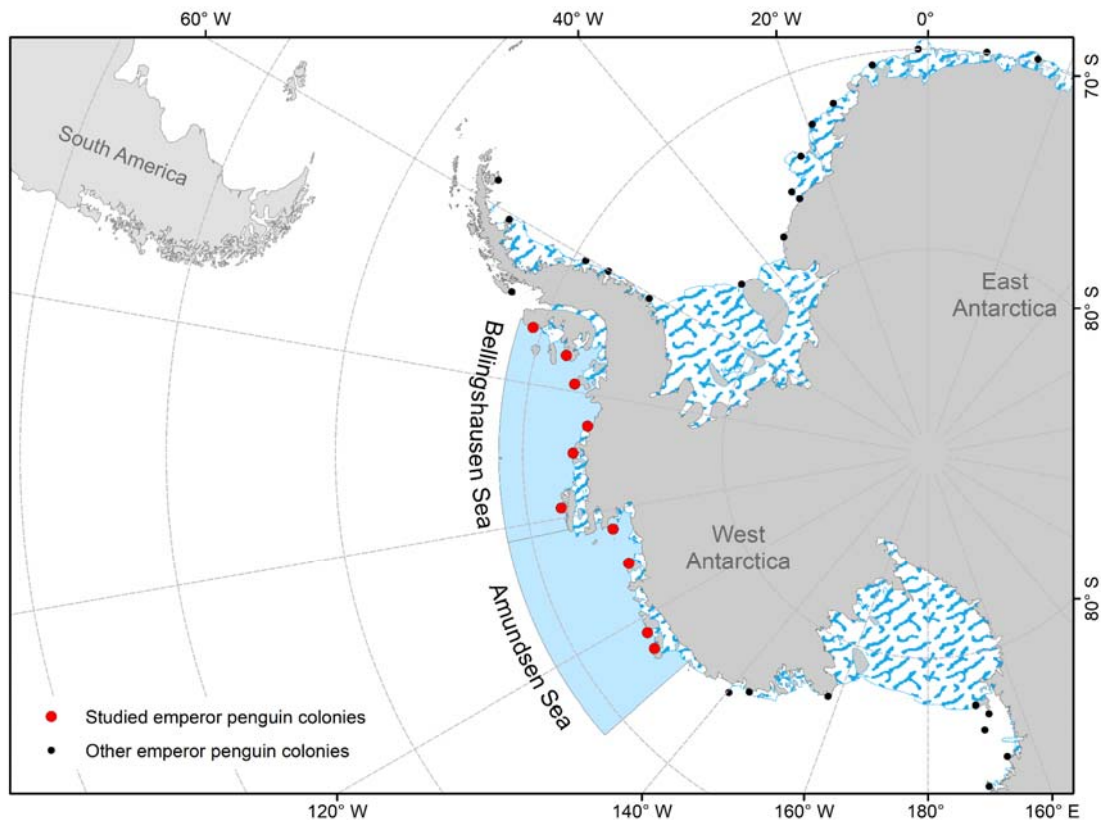 60° W
40° W
20° W
0°
70° S
South America
East
Antarctica
80° S
Bellingshausen Sea
West
Antarctica
80° S
Amundsen Sea
Studied emperor penguin colonies
Other emperor penguin colonies
120° W
140° W
160° W
180°
160° E